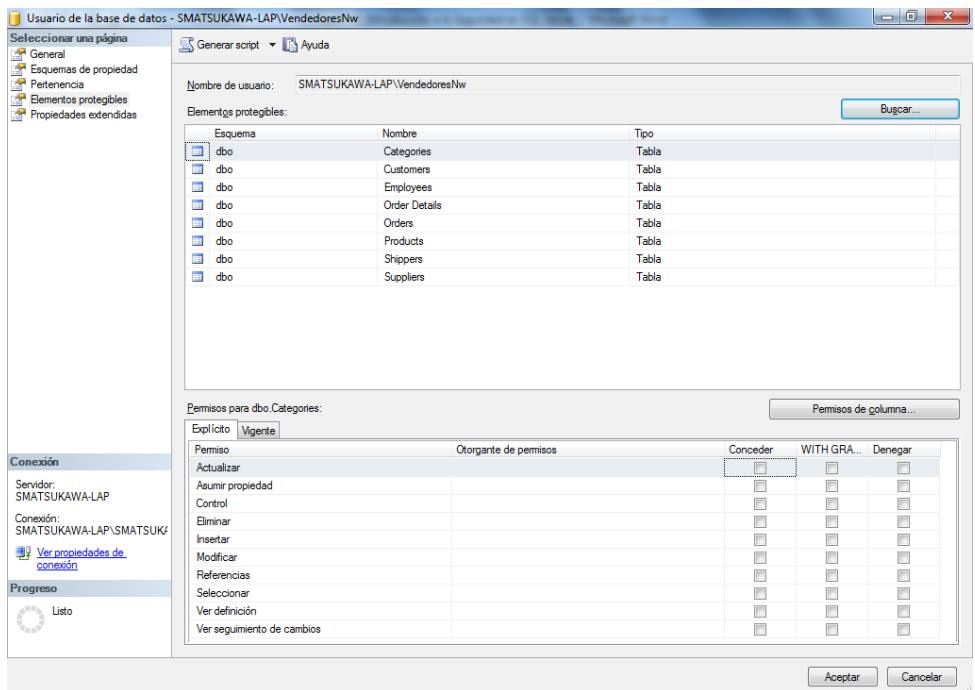 Usuario de la base de datos - SMATSUKAWA-LAP\VendedoresNw
Seleccionar una página
General
Esquemas de propiedad
Pertenencia
Elementos protegibles
Propiedades extendidas
Generar script Ayuda
Nombre de usuario: SMATSUKAWA-LAP\VendedoresNw
Elementos protegibles: Buscar...
Esquema Nombre Tipo
dbo Categories Tabla
dbo Customers Tabla
dbo Employees Tabla
dbo Order Details Tabla
dbo Orders Tabla
dbo Products Tabla
dbo Shippers Tabla
dbo Suppliers Tabla
Permisos para dbo.Categories: Permisos de columna...
Explícito Vigente
Permiso Otorgante de permisos Conceder WITH GRA... Denegar
Actualizar
Asumir propiedad
Control
Eliminar
Insertar
Modificar
Referencias
Seleccionar
Ver definición
Ver seguimiento de cambios
Conexión
Servidor:
SMATSUKAWA-LAP
Conexión:
SMATSUKAWA-LAP\SMATSUKA
Ver propiedades de
conexión
Progreso
Listo
Aceptar Cancelar